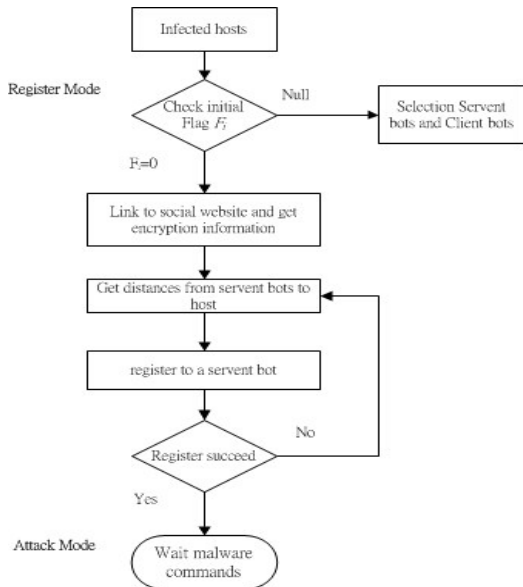 Infected hosts
Register Mode
Check initial
Flag Fi
Null
Selection Servent
bots and Client bots
Fi=0
Link to social website and get
encryption information
Get distances from servent bots to
host
register to a servent bot
No
Register succeed
Yes
Attack Mode
Wait malware
commands